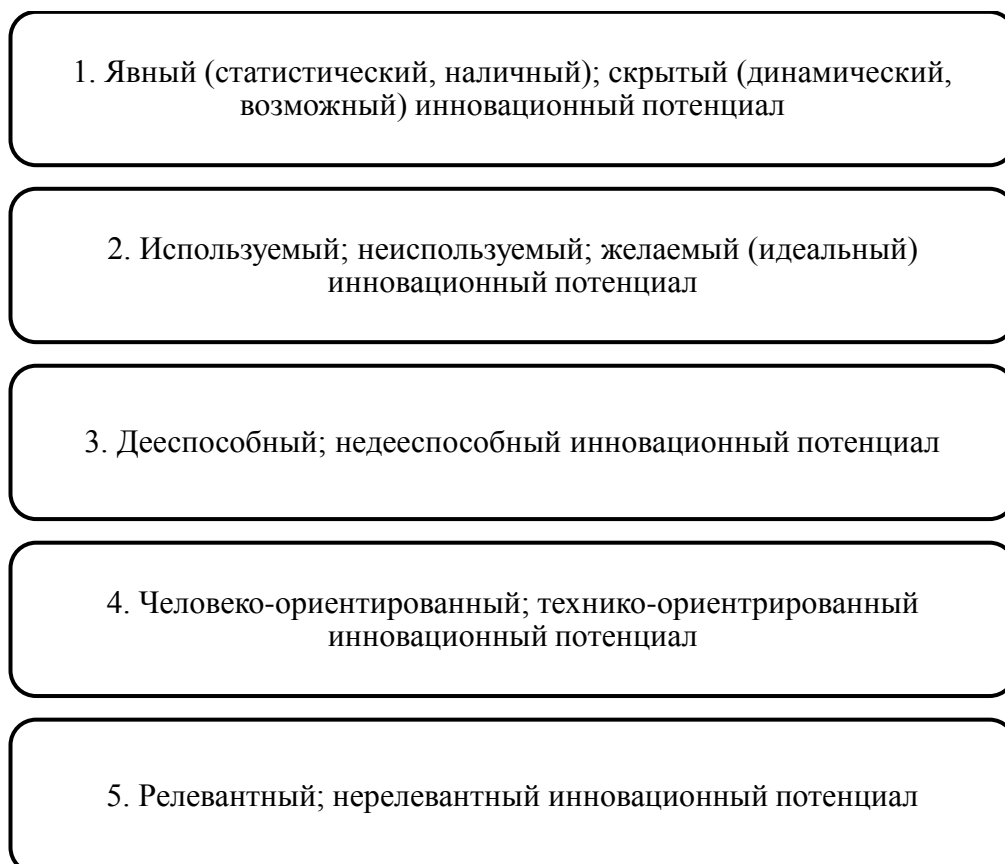 1. Явный (статистический, наличный); скрытый (динамический,
возможный) инновационный потенциал
2. Используемый; неиспользуемый; желаемый (идеальный)
инновационный потенциал
3. Дееспособный; недееспособный инновационный потенциал
4. Человеко-ориентированный; технико-ориентрированный
инновационный потенциал
5. Релевантный; нерелевантный инновационный потенциал